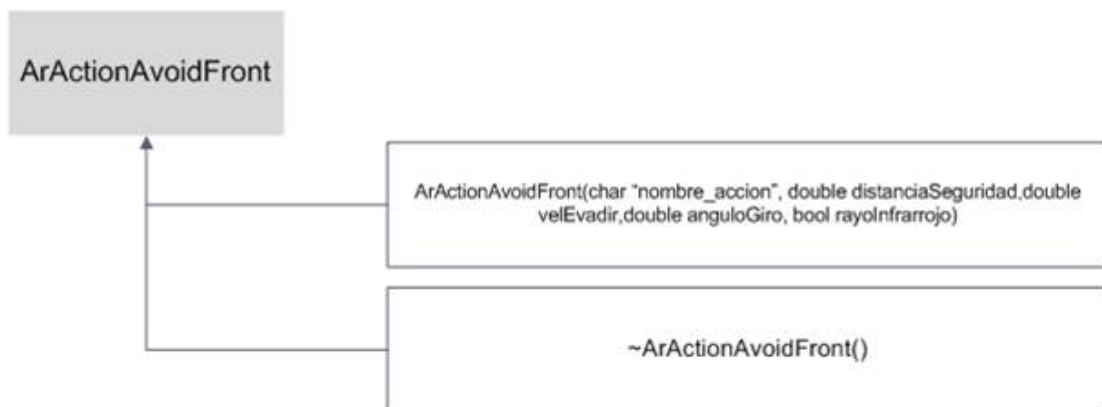 ArActionAvoidFront
ArActionAvoidFront(char “nombre_accion”, double distanciaSeguridad,double
velEvadir,double anguloGiro, bool rayoInfrarrojo)
~ArActionAvoidFront()